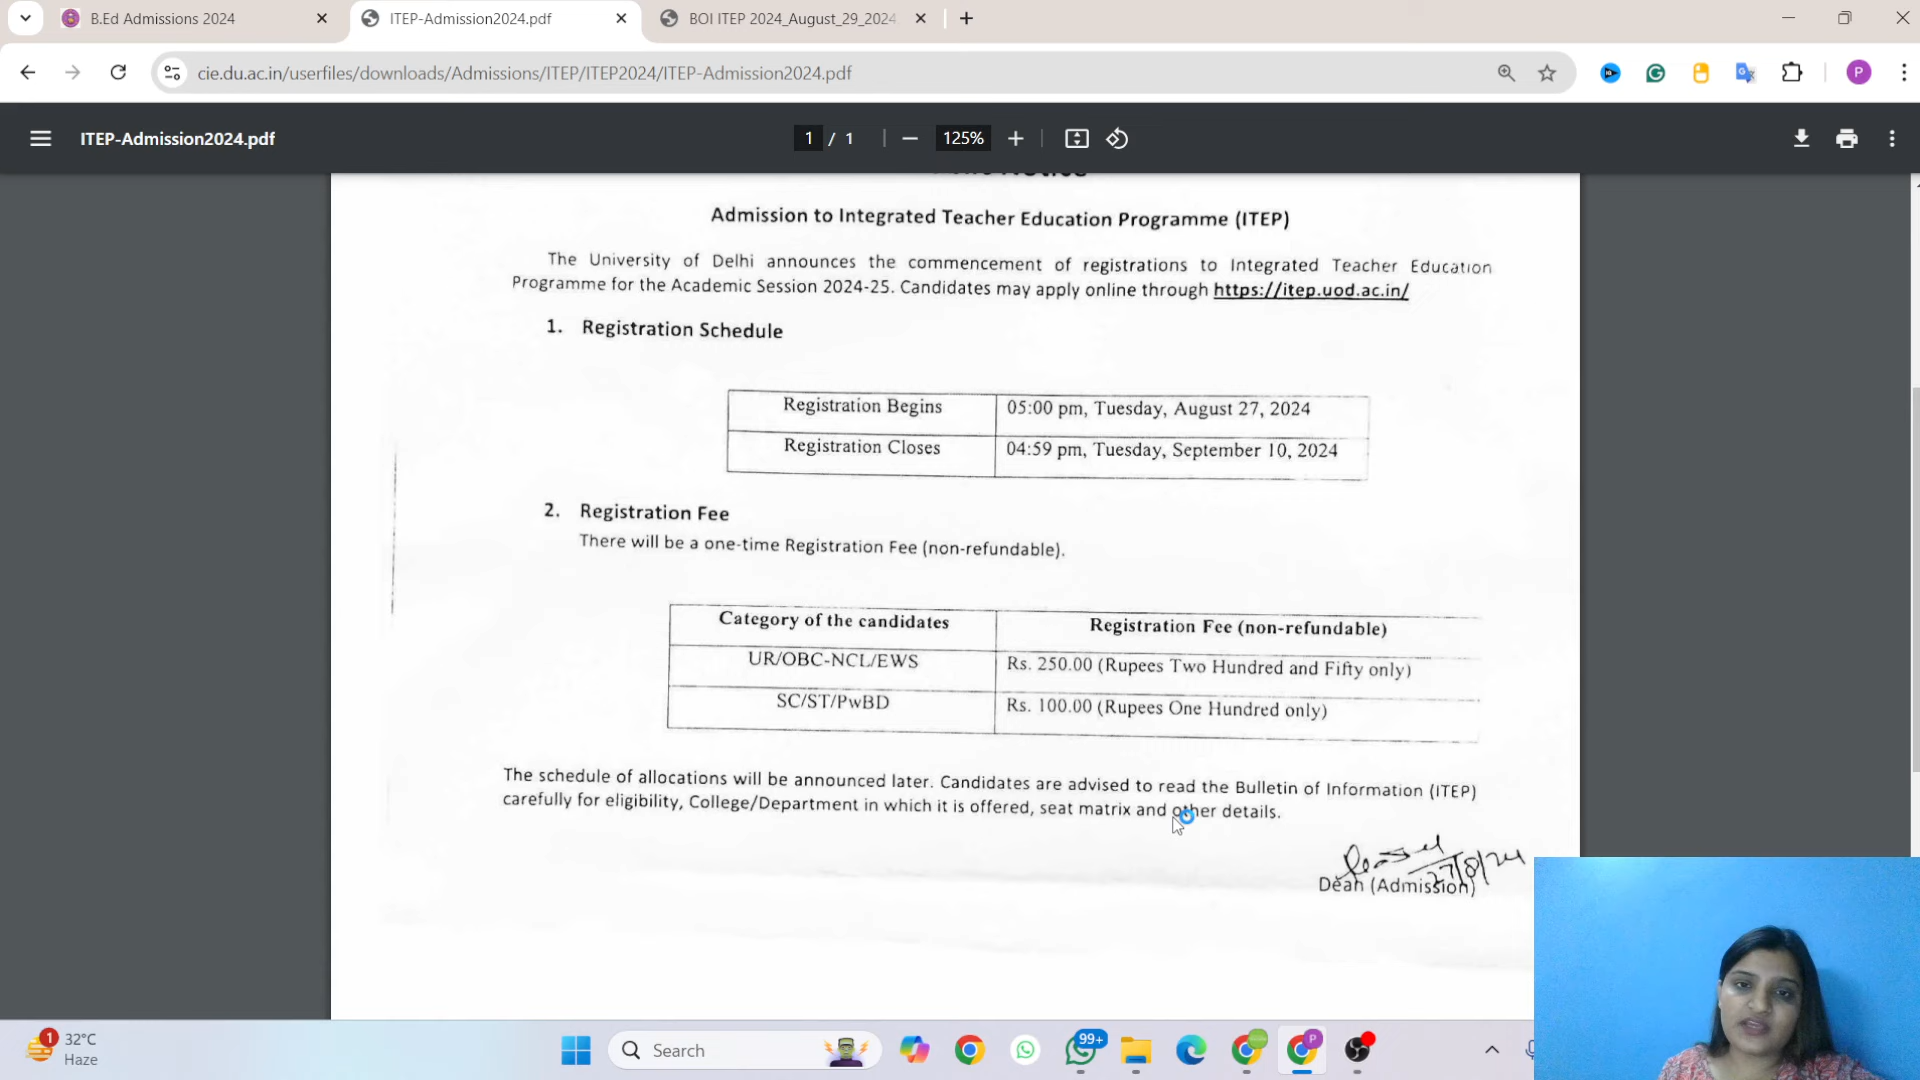 B.Ed Admissions 2024
ITEP-Admission2024.pdf
BOI ITEP 2024_August_29_2024
cie.du.ac.in/userfiles/downloads/Admissions/ITEP/ITEP2024/ITEP-Admission2024.pdf
P
ITEP-Admission2024.pdf
1 / 1
125%
Admission to Integrated Teacher Education Programme (ITEP)
The University of Delhi announces the commencement of registrations to Integrated Teacher Education
Programme for the Academic Session 2024-25. Candidates may apply online through https://itep.uod.ac.in/
1. Registration Schedule
Registration Begins 05:00 pm, Tuesday, August 27, 2024
Registration Closes 04:59 pm, Tuesday, September 10, 2024
2. Registration Fee
There will be a one-time Registration Fee (non-refundable).
Category of the candidates Registration Fee (non-refundable)
UR/OBC-NCL/EWS Rs. 250.00 (Rupees Two Hundred and Fifty only)
SC/ST/PwBD Rs. 100.00 (Rupees One Hundred only)
The schedule of allocations will be announced later. Candidates are advised to read the Bulletin of Information (ITEP)
carefully for eligibility, College/Department in which it is offered, seat matrix and other details.
27/8/24
Dean (Admission)
1
32°C
Haze
Search
99+
P